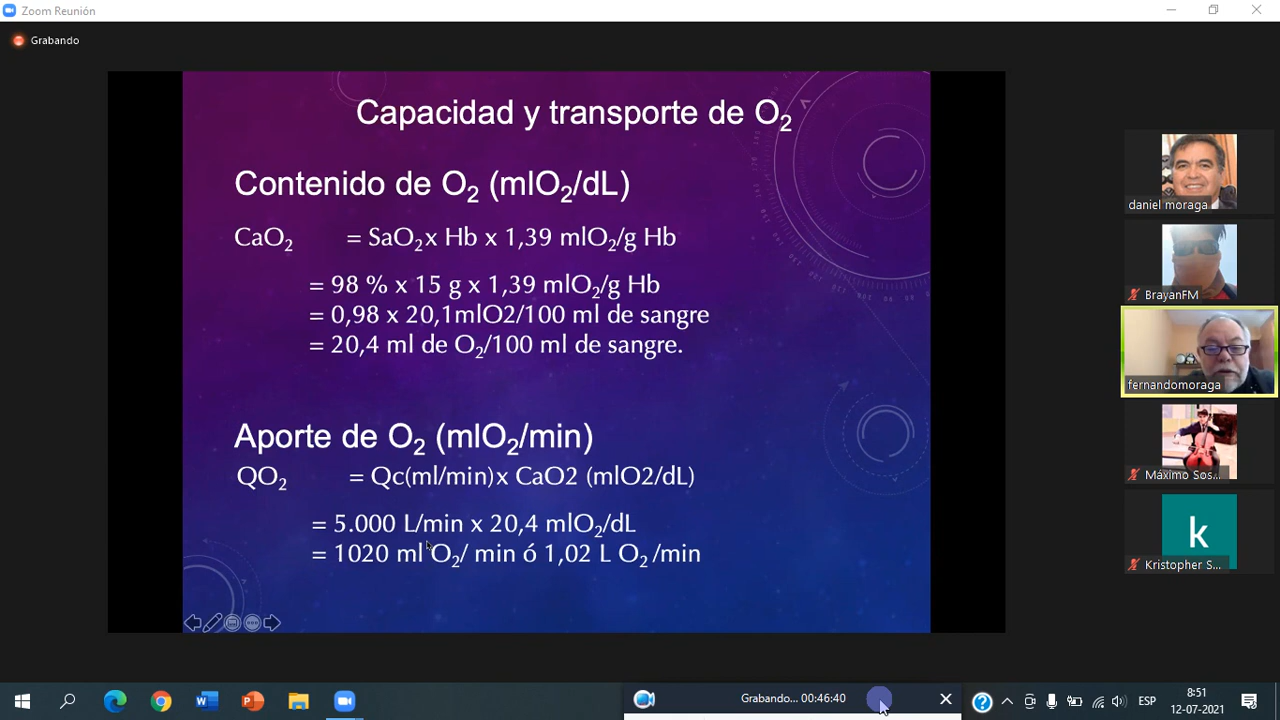 Zoom Reunión
Grabando
Capacidad y transporte de O₂
Contenido de O₂ (mlO₂/dL)
CaO₂ = SaO₂x Hb x 1,39 mlO₂/g Hb
= 98 % x 15 g x 1,39 mlO₂/g Hb
= 0,98 x 20,1mlO2/100 ml de sangre
= 20,4 ml de O₂/100 ml de sangre.
Aporte de O₂ (mlO₂/min)
QO₂ = Qc(ml/min)x CaO2 (mlO2/dL)
= 5.000 L/min x 20,4 mlO₂/dL
= 1020 ml O₂/ min ó 1,02 L O₂ /min
daniel moraga
BrayanFM
fernandomoraga
Máximo Sos...
k
Kristopher S...
Grabando... 00:46:40
ESP
8:51
12-07-2021